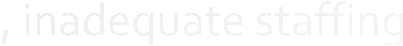 , inadequate staffing